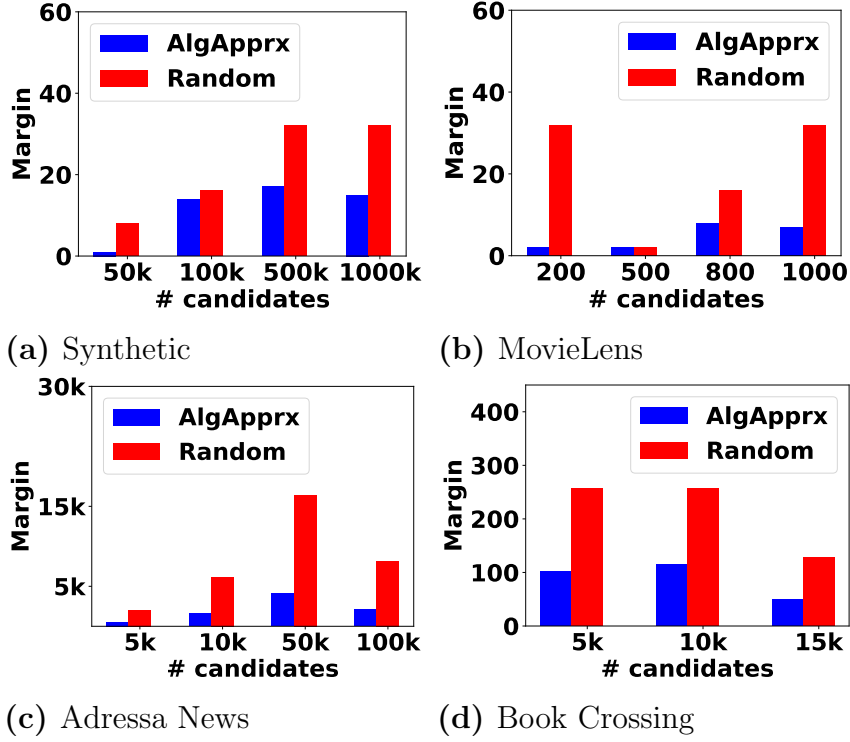 60
40
20
0
Margin
AlgApprx
Random
50k 100k 500k 1000k
# candidates
(a) Synthetic
60
40
20
0
Margin
AlgApprx
Random
200 500 800 1000
# candidates
(b) MovieLens
30k
15k
5k
Margin
AlgApprx
Random
5k 10k 50k 100k
# candidates
(c) Adressa News
400
300
200
100
0
Margin
AlgApprx
Random
5k 10k 15k
# candidates
(d) Book Crossing